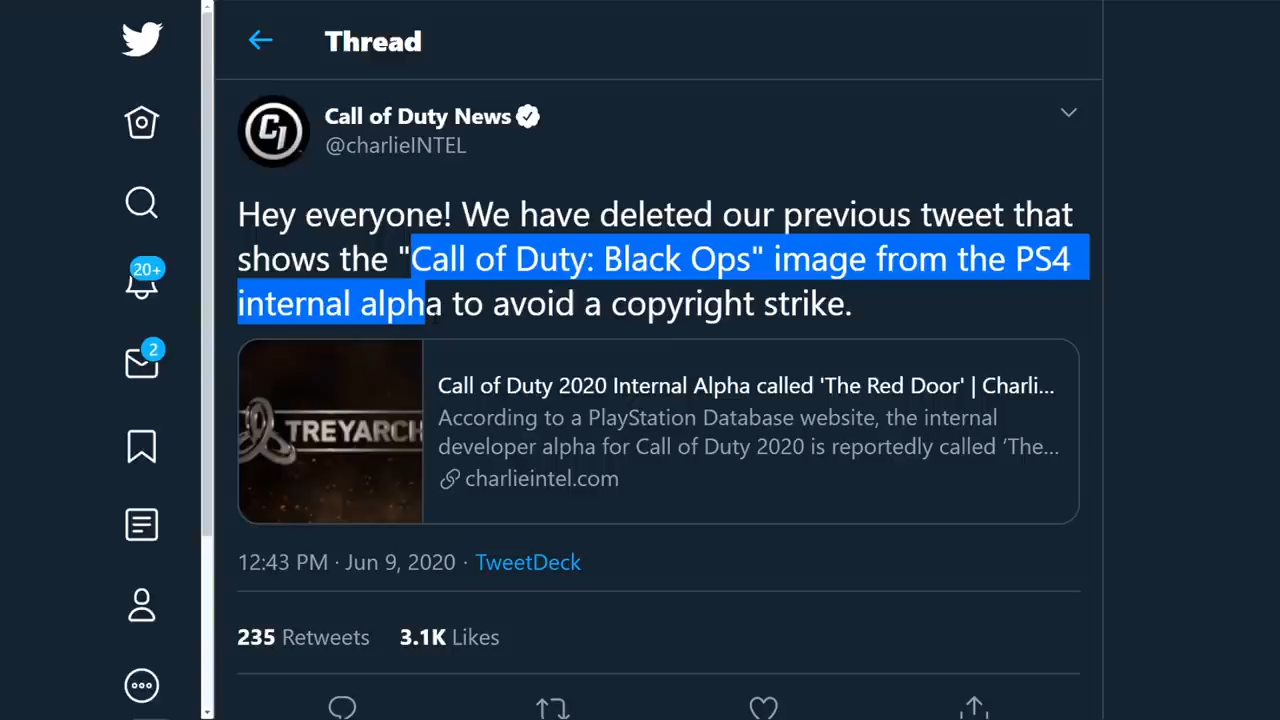 Thread
Call of Duty News
@charlieINTEL
Hey everyone! We have deleted our previous tweet that
shows the "Call of Duty: Black Ops" image from the PS4
internal alpha to avoid a copyright strike.
TREYARCH
Call of Duty 2020 Internal Alpha called 'The Red Door' | Charli...
According to a PlayStation Database website, the internal
developer alpha for Call of Duty 2020 is reportedly called ‘The...
charlieintel.com
20+
2
12:43 PM · Jun 9, 2020 · TweetDeck
235 Retweets 3.1K Likes